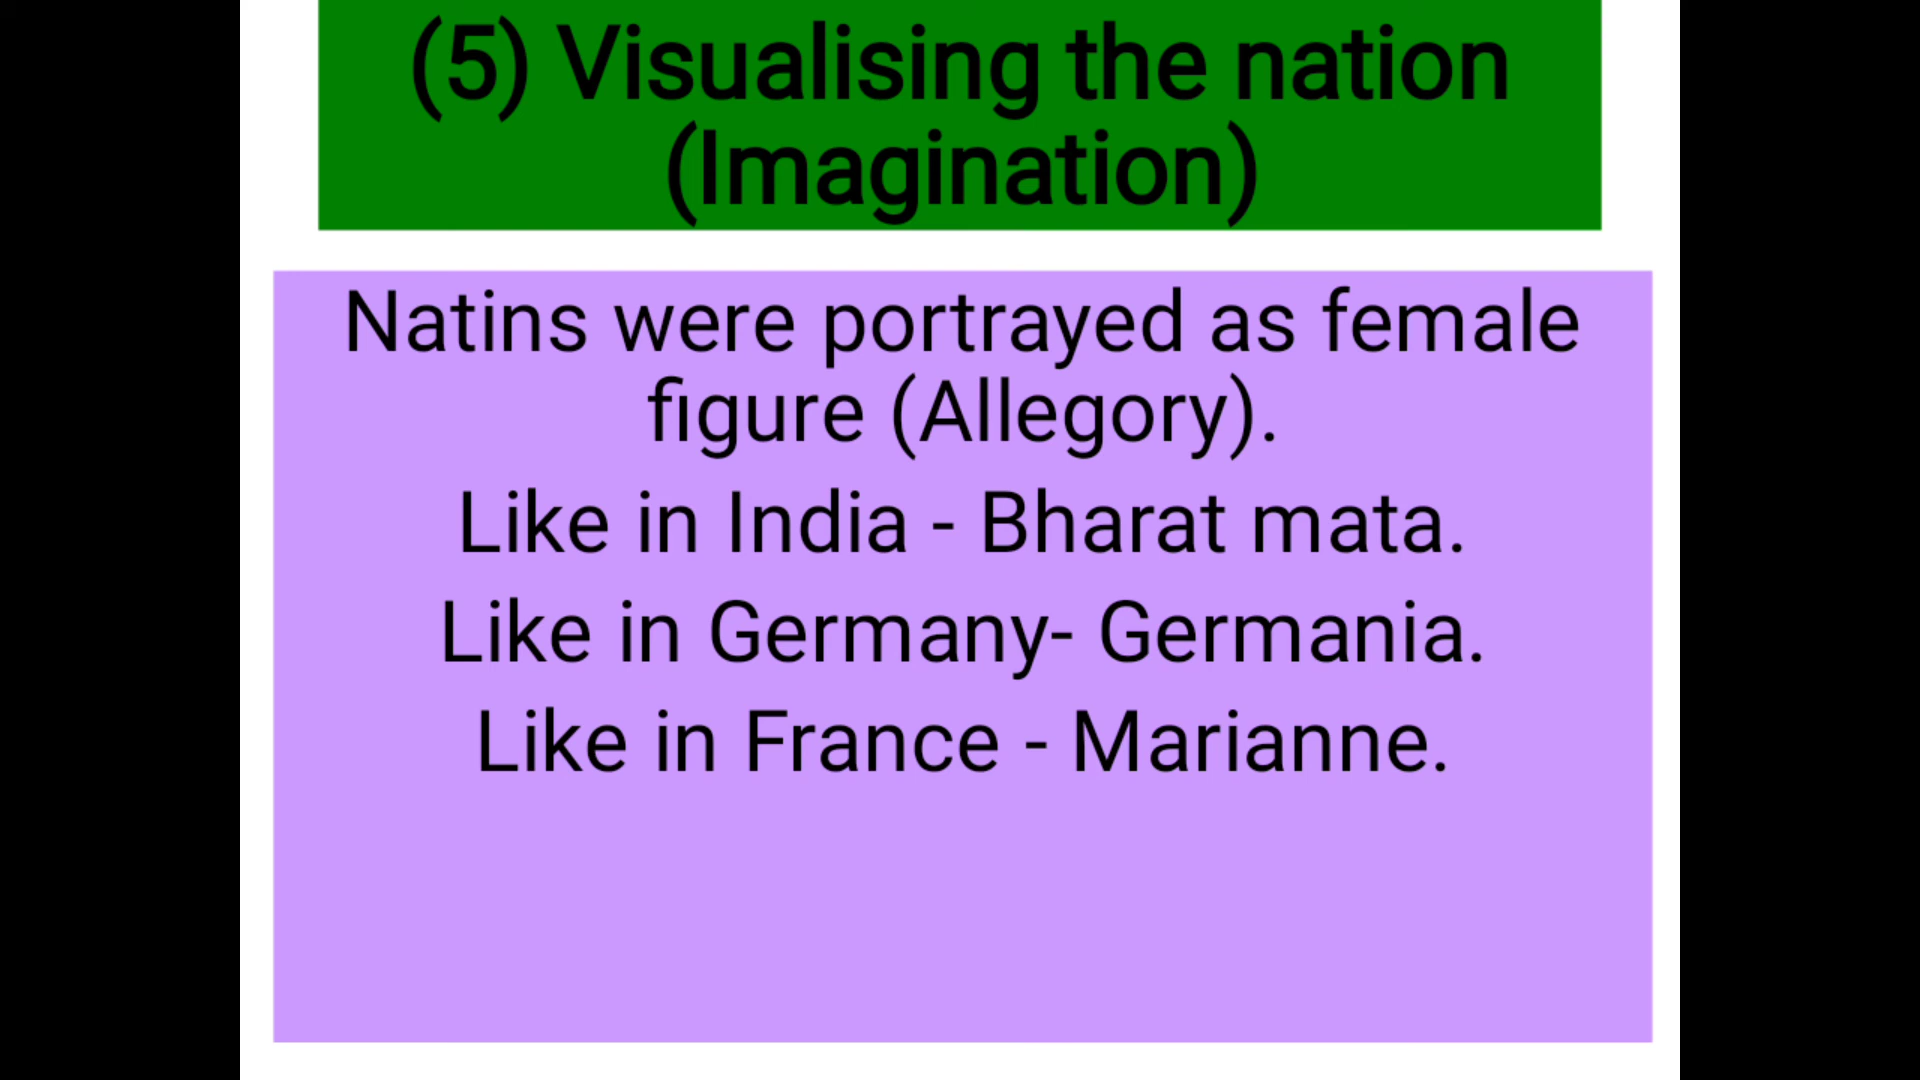 (5) Visualising the nation
(Imagination)
Natins were portrayed as female
figure (Allegory).
Like in India - Bharat mata.
Like in Germany- Germania.
Like in France - Marianne.